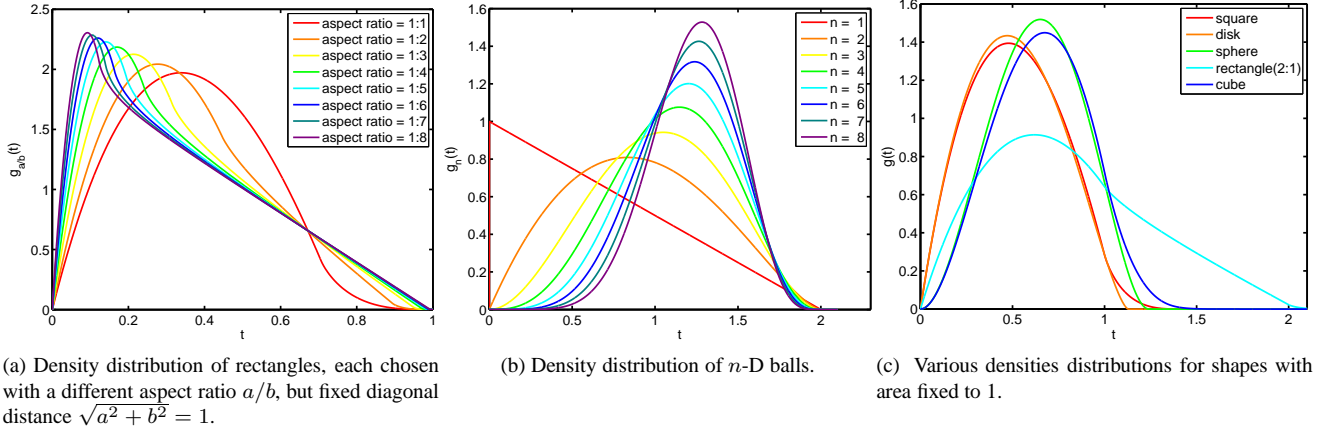 2.5
2
1.5
1
0.5
0
0 0.2 0.4 0.6 0.8 1
g_{a/b}(t)
t
aspect ratio = 1:1
aspect ratio = 1:2
aspect ratio = 1:3
aspect ratio = 1:4
aspect ratio = 1:5
aspect ratio = 1:6
aspect ratio = 1:7
aspect ratio = 1:8
(a) Density distribution of rectangles, each chosen
with a different aspect ratio a/b, but fixed diagonal
distance √a² + b² = 1.
1.6
1.4
1.2
1
0.8
0.6
0.4
0.2
0
0 0.5 1 1.5 2
g_n(t)
t
n = 1
n = 2
n = 3
n = 4
n = 5
n = 6
n = 7
n = 8
(b) Density distribution of n-D balls.
1.6
1.4
1.2
1
0.8
0.6
0.4
0.2
0
0 0.5 1 1.5 2
g(t)
t
square
disk
sphere
rectangle(2:1)
cube
(c) Various densities distributions for shapes with
area fixed to 1.